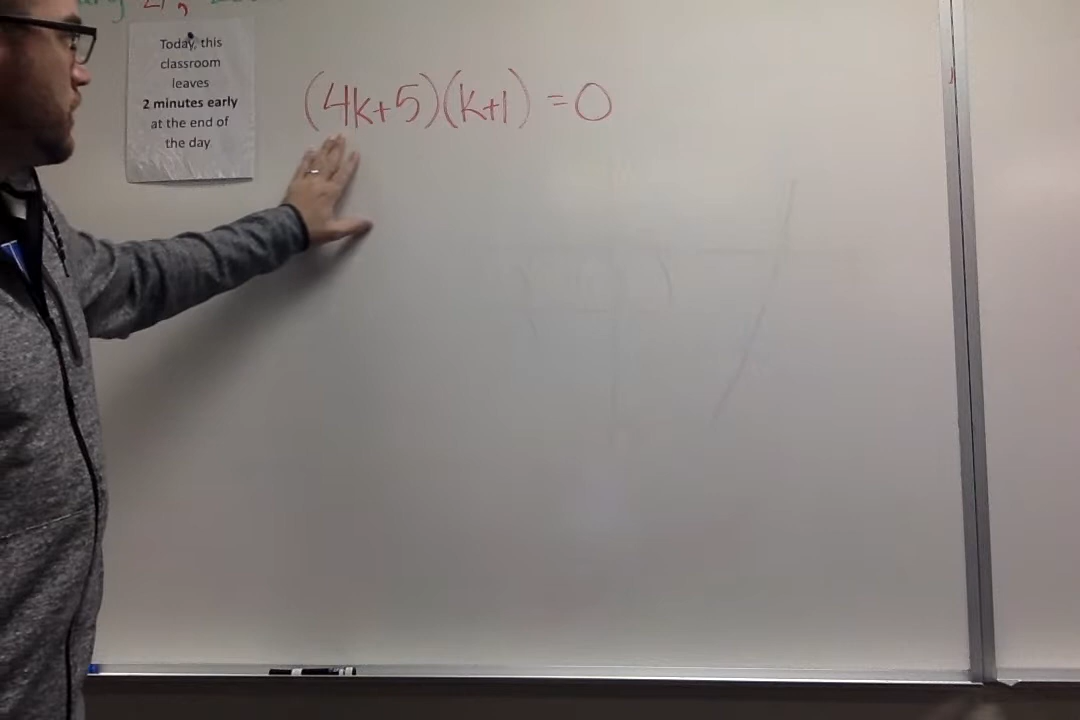 Today, this
classroom
leaves
2 minutes early
at the end of
the day
(4k+5)(k+1) =0